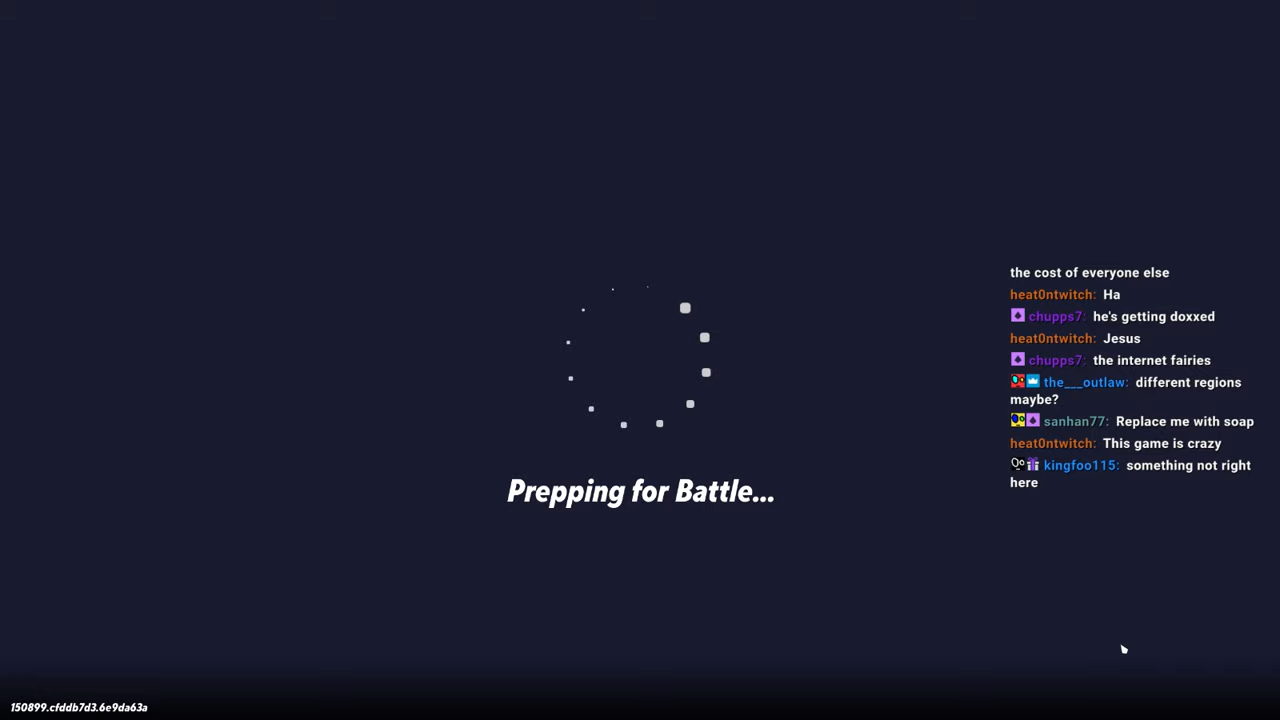 the cost of everyone else
heat0ntwitch: Ha
chupps7: he's getting doxxed
heat0ntwitch: Jesus
chupps7: the internet fairies
the___outlaw: different regions
maybe?
sanhan77: Replace me with soap
heat0ntwitch: This game is crazy
kingfoo115: something not right
here
Prepping for Battle...
150899.cfddb7d3.6e9da63a